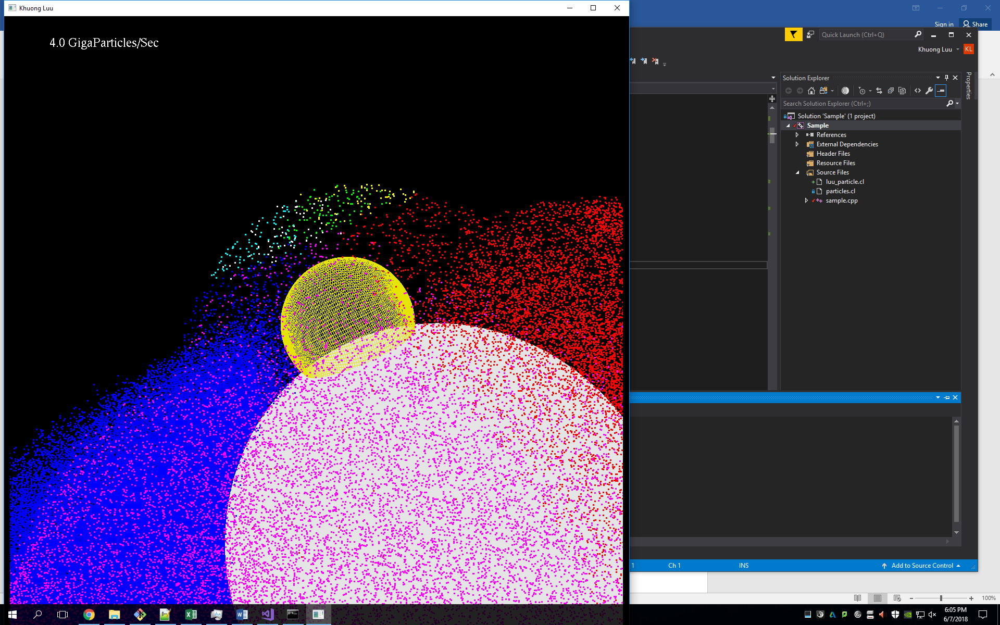 Khuong Luu
4.0 GigaParticles/Sec
Sign in
Share
Quick Launch (Ctrl+Q)
Khuong Luu
KL
Properties
Solution Explorer
Search Solution Explorer (Ctrl+;)
Solution 'Sample' (1 project)
Sample
References
External Dependencies
Header Files
Resource Files
Source Files
luu_particle.cl
particles.cl
sample.cpp
1
Ch 1
INS
Add to Source Control
100%
6:05 PM
6/7/2018